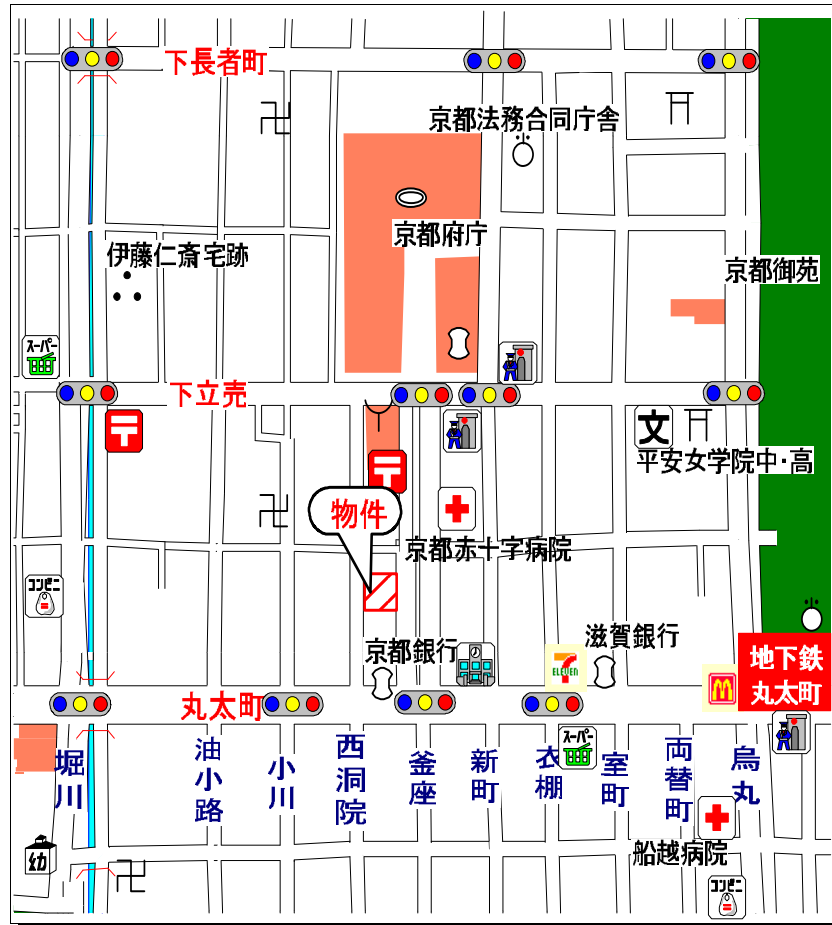 下長者町
京都法務合同庁舎
京都府庁
伊藤仁斎宅跡
京都御苑
スーパー
下立売
文
平安女学院中・高
物件
京都赤十字病院
コンビニ
滋賀銀行
京都銀行
7
ELEVEN
地下鉄
丸太町
丸太町
スーパー
堀川
油小路
小川
西洞院
釜座
新町
衣棚
室町
両替町
烏丸
船越病院
幼
コンビニ